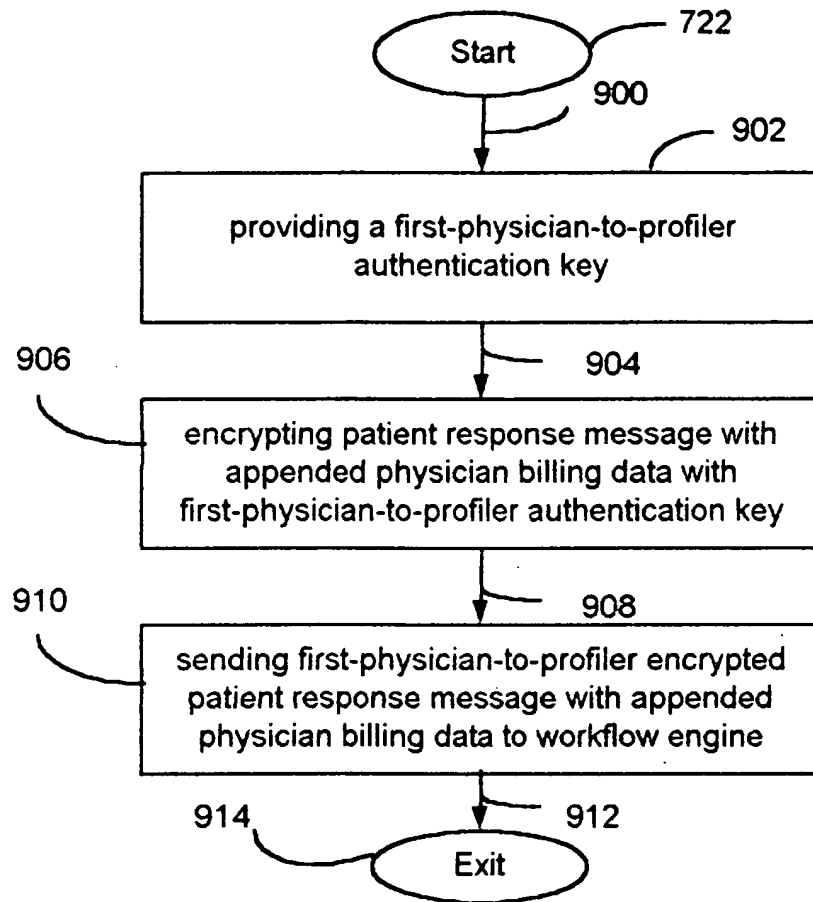 722
Start
900
902
providing a first-physician-to-profiler
authentication key
904
906
encrypting patient response message with
appended physician billing data with
first-physician-to-profiler authentication key
908
910
sending first-physician-to-profiler encrypted
patient response message with appended
physician billing data to workflow engine
912
914
Exit